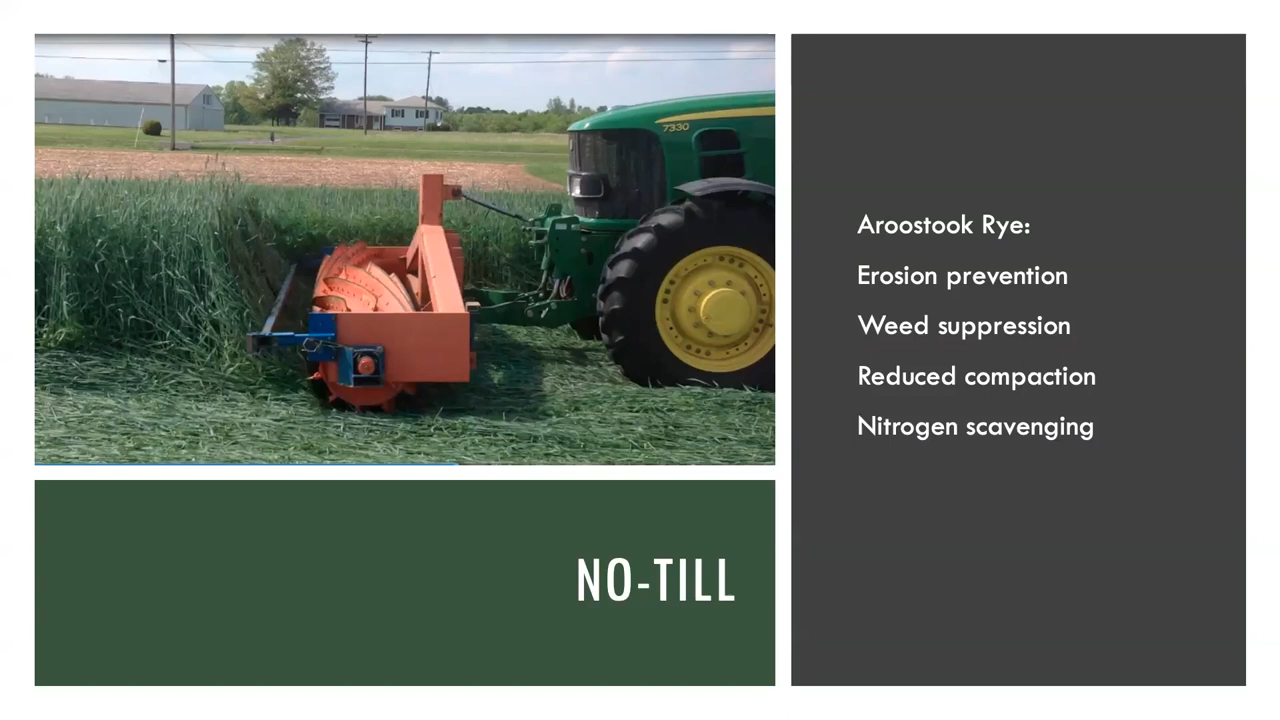 7330
Aroostook Rye:
Erosion prevention
Weed suppression
Reduced compaction
Nitrogen scavenging
NO-TILL